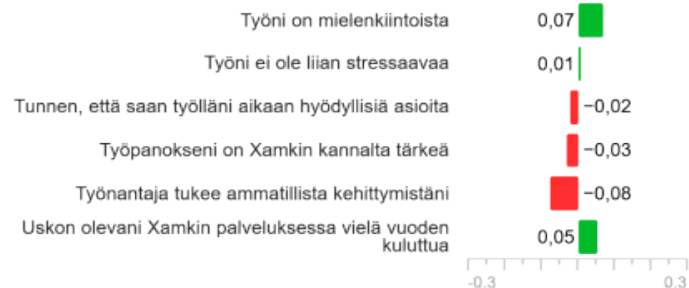 Työni on mielenkiintoista 0,07
Työni ei ole liian stressaavaa 0,01
Tunnen, että saan työlläni aikaan hyödyllisiä asioita −0,02
Työpanokseni on Xamkin kannalta tärkeä −0,03
Työnantaja tukee ammatillista kehittymistäni −0,08
Uskon olevani Xamkin palveluksessa vielä vuoden
kuluttua 0,05
-0.3 0.3